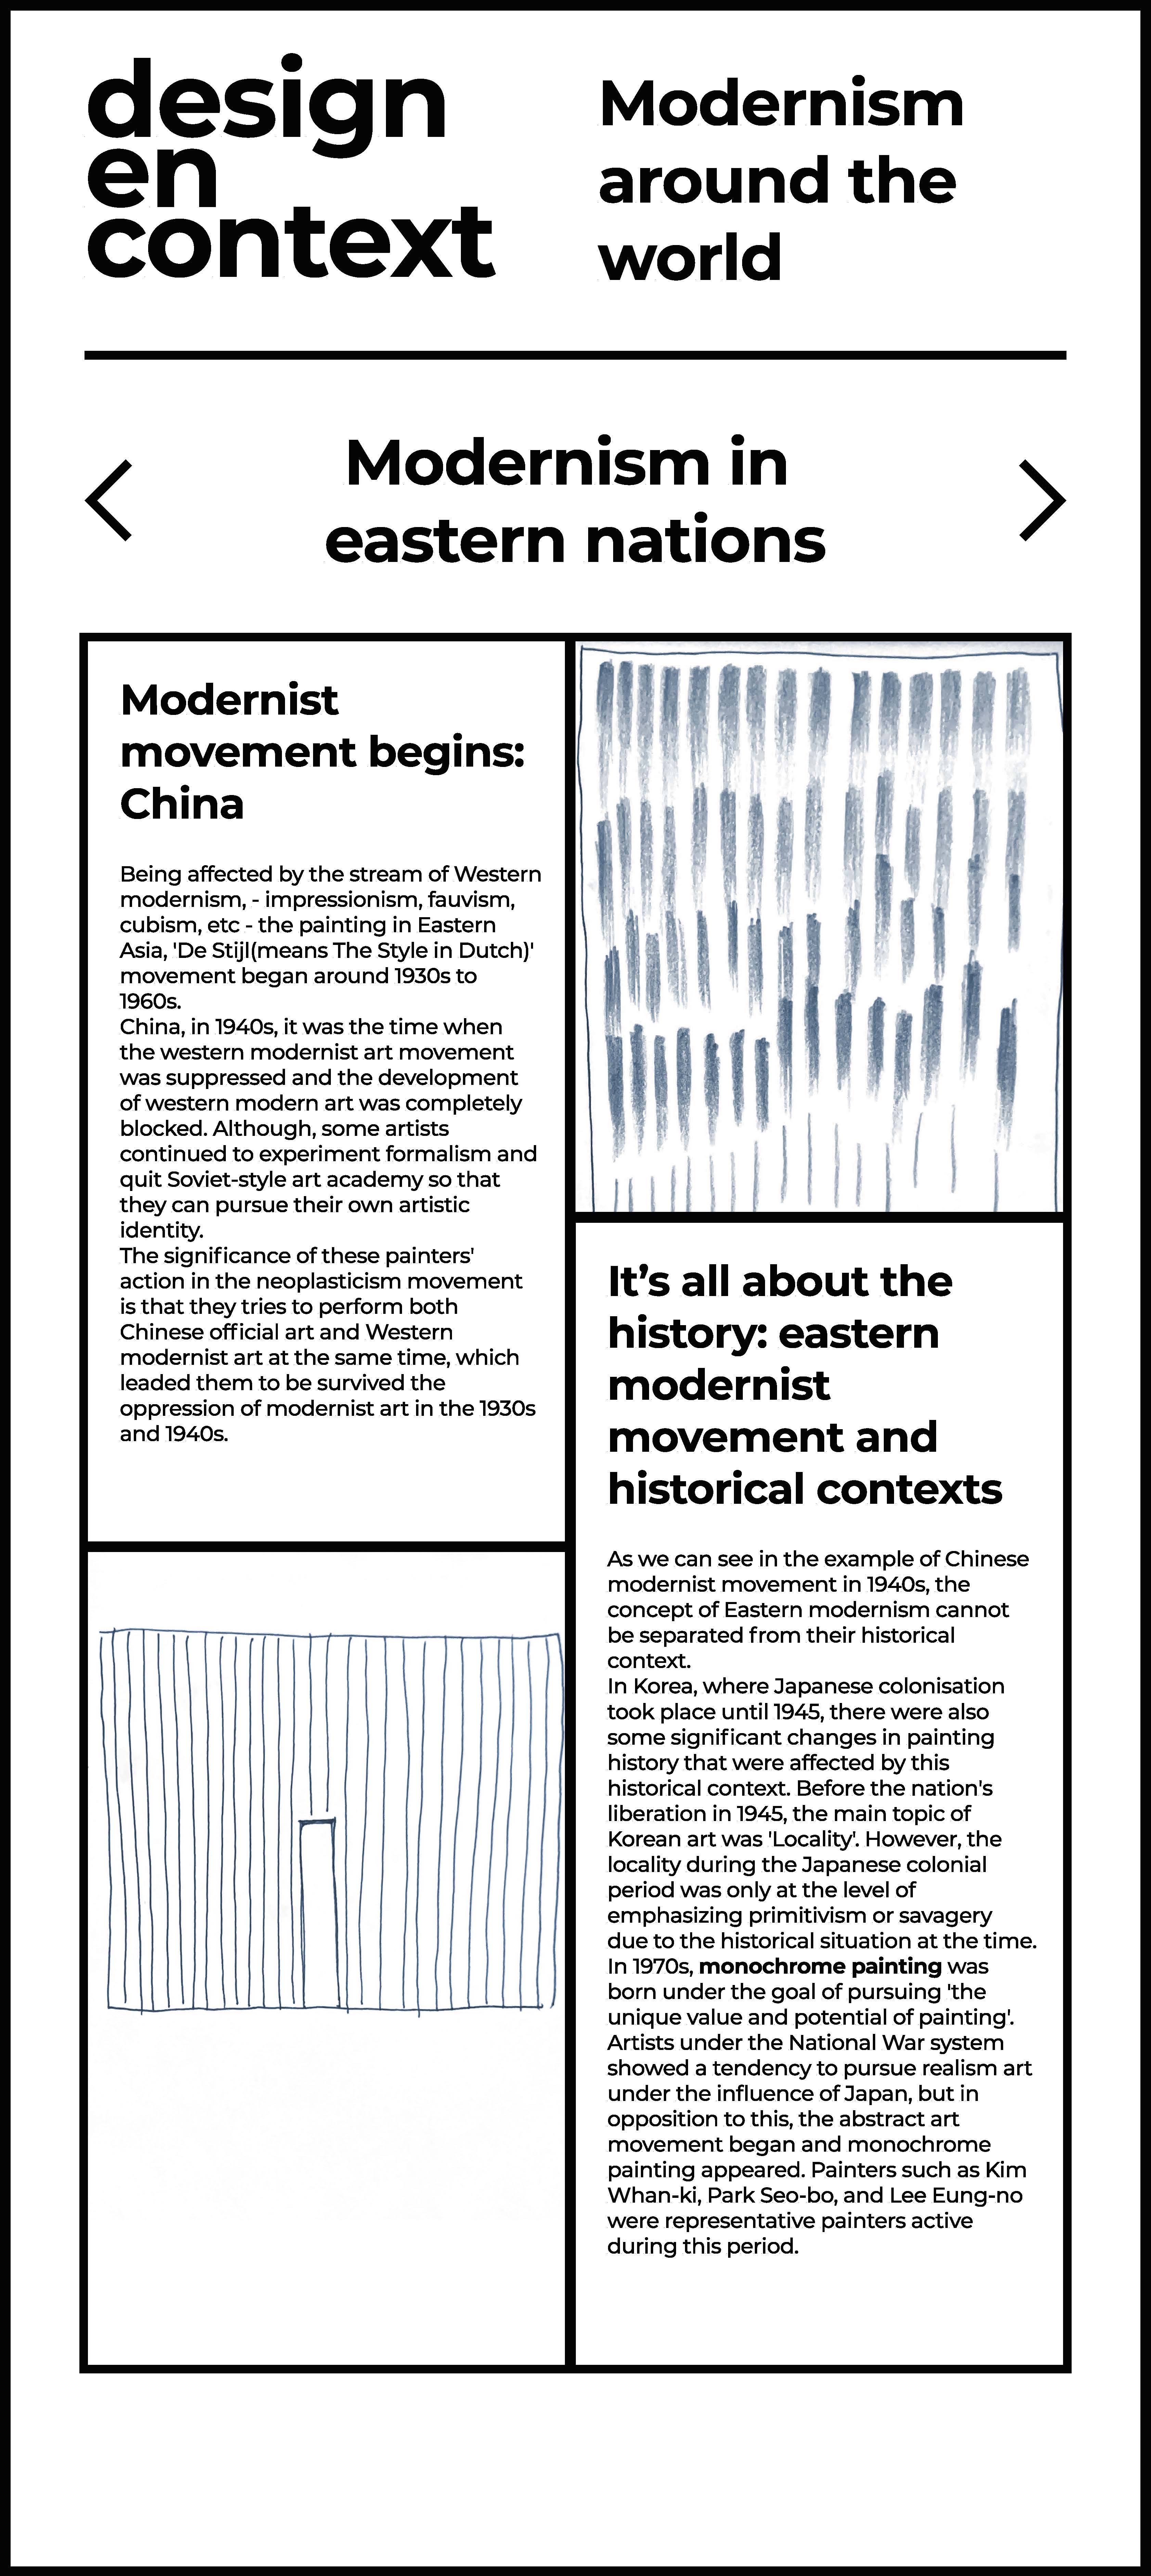 design
en
context
Modernism
around the
world
Modernism in
eastern nations
Modernist
movement begins:
China
Being affected by the stream of Western
modernism, - impressionism, fauvism,
cubism, etc - the painting in Eastern
Asia, 'De Stijl(means The Style in Dutch)'
movement began around 1930s to
1960s.
China, in 1940s, it was the time when
the western modernist art movement
was suppressed and the development
of western modern art was completely
blocked. Although, some artists
continued to experiment formalism and
quit Soviet-style art academy so that
they can pursue their own artistic
identity.
The significance of these painters'
action in the neoplasticism movement
is that they tries to perform both
Chinese official art and Western
modernist art at the same time, which
leaded them to be survived the
oppression of modernist art in the 1930s
and 1940s.
It’s all about the
history: eastern
modernist
movement and
historical contexts
As we can see in the example of Chinese
modernist movement in 1940s, the
concept of Eastern modernism cannot
be separated from their historical
context.
In Korea, where Japanese colonisation
took place until 1945, there were also
some significant changes in painting
history that were affected by this
historical context. Before the nation's
liberation in 1945, the main topic of
Korean art was 'Locality'. However, the
locality during the Japanese colonial
period was only at the level of
emphasizing primitivism or savagery
due to the historical situation at the time.
In 1970s, monochrome painting was
born under the goal of pursuing 'the
unique value and potential of painting'.
Artists under the National War system
showed a tendency to pursue realism art
under the influence of Japan, but in
opposition to this, the abstract art
movement began and monochrome
painting appeared. Painters such as Kim
Whan-ki, Park Seo-bo, and Lee Eung-no
were representative painters active
during this period.